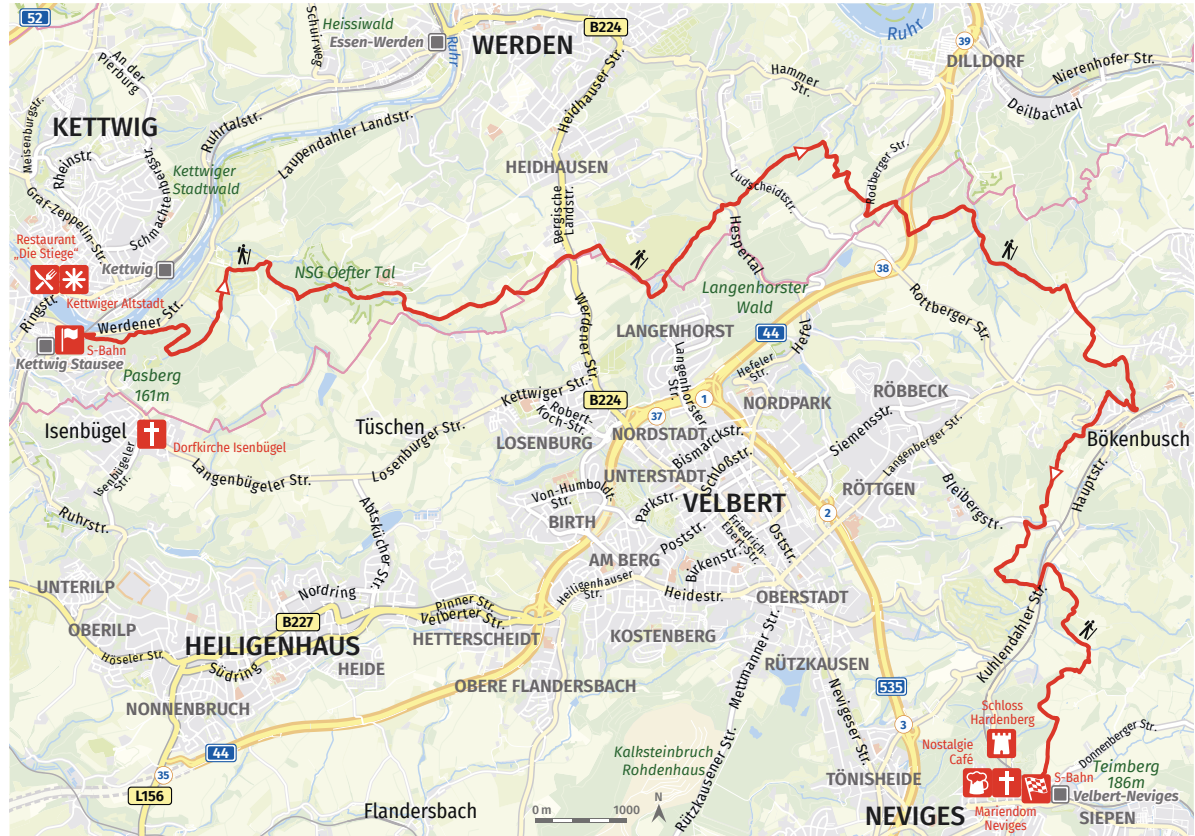 52
Heissiwald
Essen-Werden
Schuirweg
Ruhr
WERDEN
B224
Ruhr
39
DILLDORF
Nierenhofer Str.
Deilbachtal
Hammer
Str.
An der
Pierburg
Meisenburgstr.
KETTWIG
Rheinstr.
Ruhrtalstr.
Laupendahler Landstr.
Kettwiger
Stadtwald
Schmachtenbergstr.
Graf-Zeppelin-Str.
Heidhauser Str.
HEIDHAUSEN
Bergische
Landstr.
Ludscheidtstr.
Rodberger Str.
Hespertal
Restaurant
„Die Stiege“
Kettwig
Kettwiger Altstadt
NSG Oefter Tal
Ringstr.
Werdener Str.
S-Bahn
Kettwig Stausee
Pasberg
161m
38
Langenhorster
Wald
Rottberger Str.
LANGENHORST
44
Hefel
Hefeler
Str.
Werdener Str
Langenhorster
Str.
Kettwiger Str.
B224
1
37
NORDPARK
RÖBBECK
Isenbügel
Dorfkirche Isenbügel
Tüschen
Robert-
Koch-Str.
LOSENBURG
NORDSTADT
Bismarckstr.
Siemensstr.
Langenberger Str.
Bökenbusch
Isenbügeler
Str.
Langenbügeler Str.
Losenburger Str.
UNTERSTADT
Schloßstr.
RÖTTGEN
Hauptstr.
Von-Humboldt-
Str.
Parkstr.
VELBERT
Bleibergstr.
Ruhrstr.
Abtskücher Str.
BIRTH
2
Friedrich-
Ebert-Str.
Oststr.
Poststr.
AM BERG
Birkenstr.
UNTERILP
Nordring
Pinner Str.
Velberter Str.
Heiligenhauser
Str.
Heidestr.
OBERSTADT
OBERILP
B227
HETTERSCHEIDT
KOSTENBERG
HEILIGENHAUS
Höseler Str.
Südring
HEIDE
Kuhlendahler Str.
OBERE FLANDERSBACH
Mettmanner Str.
RÜTZKAUSEN
535
NONNENBRUCH
Nevigeser Str.
Schloss
Hardenberg
3
44
35
Kalksteinbruch
Rohdenhaus
Rützkausener Str.
Nostalgie
Café
Donnenberger Str.
Teimberg
186m
S-Bahn
TÖNISHEIDE
Velbert-Neviges
L156
Flandersbach
0 m
1000
N
NEVIGES
Mariendom
Neviges
SIEPEN